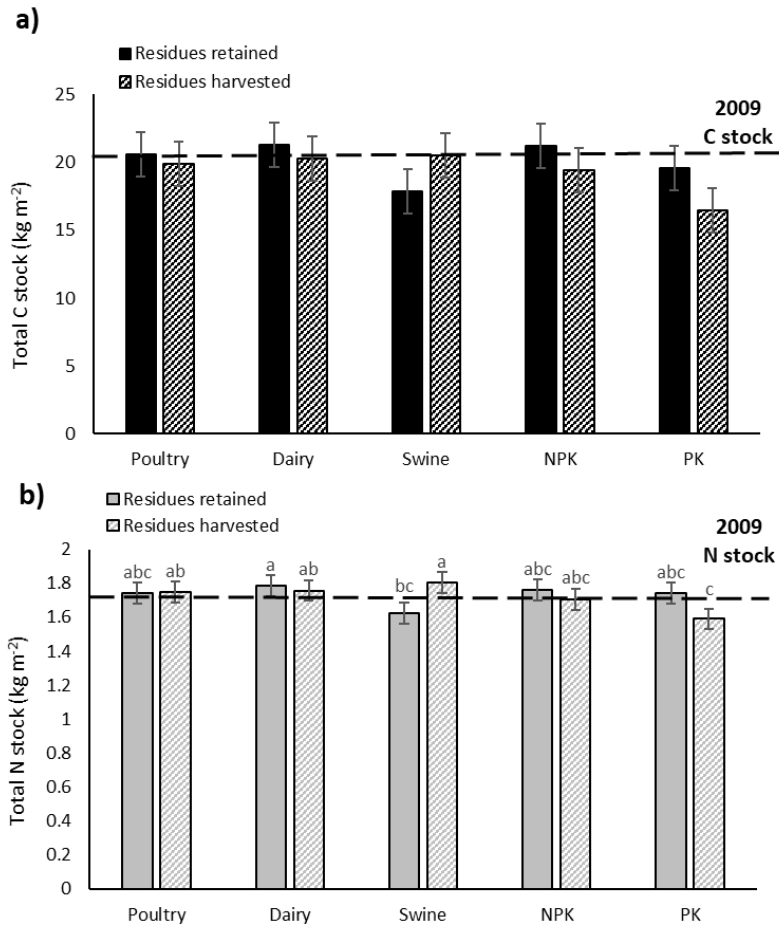 a)
Residues retained
Residues harvested
2009
C stock
Total C stock (kg m-2)
25
20
15
10
5
0
Poultry Dairy Swine NPK PK
b)
Residues retained
Residues harvested
2009
N stock
Total N stock (kg m-2)
2
1.8
1.6
1.4
1.2
1
0.8
0.6
0.4
0.2
0
abc ab a ab bc a abc abc abc c
Poultry Dairy Swine NPK PK